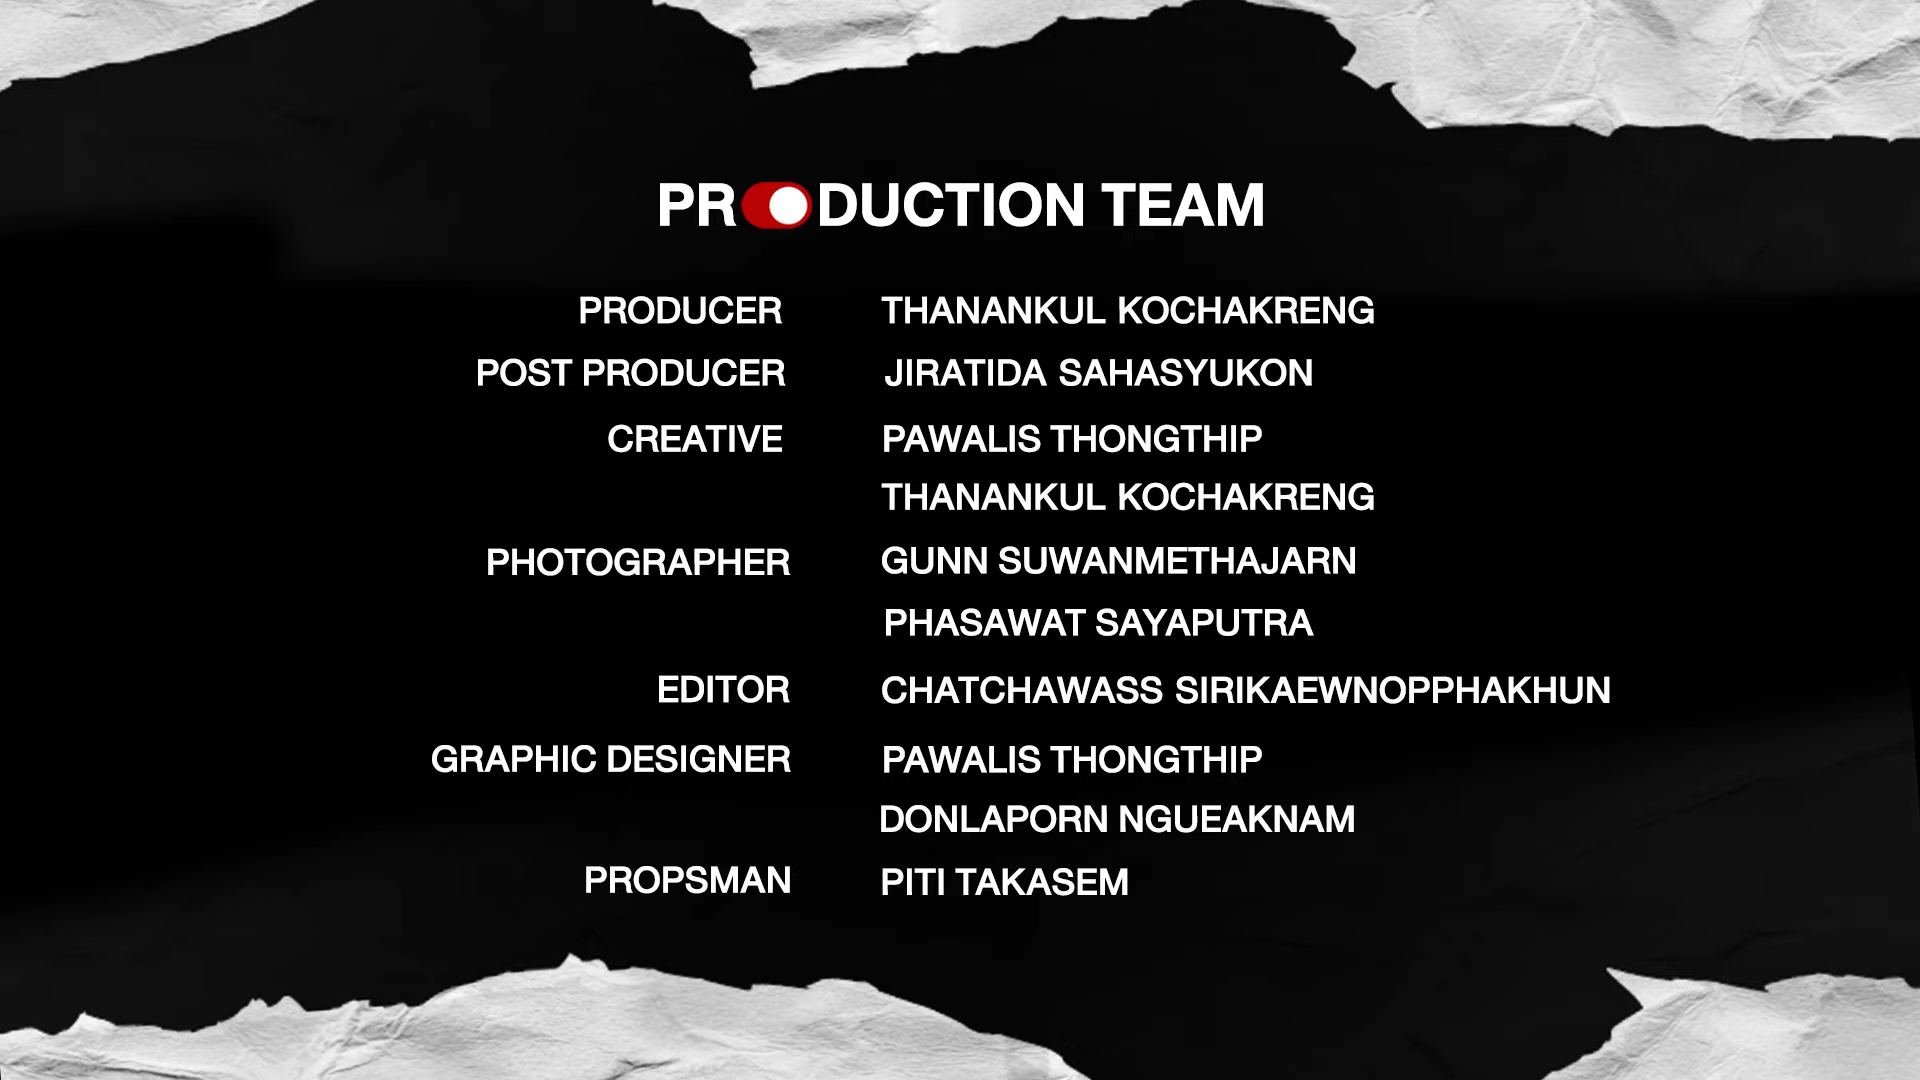 PRODUCTION TEAM
PRODUCER THANANKUL KOCHAKRENG
POST PRODUCER JIRATIDA SAHASYUKON
CREATIVE PAWALIS THONGTHIP
THANANKUL KOCHAKRENG
PHOTOGRAPHER GUNN SUWANMETHAJARN
PHASAWAT SAYAPUTRA
EDITOR CHATCHAWASS SIRIKAEWNOPPHAKHUN
GRAPHIC DESIGNER PAWALIS THONGTHIP
DONLAPORN NGUEAKNAM
PROPSMAN PITI TAKASEM